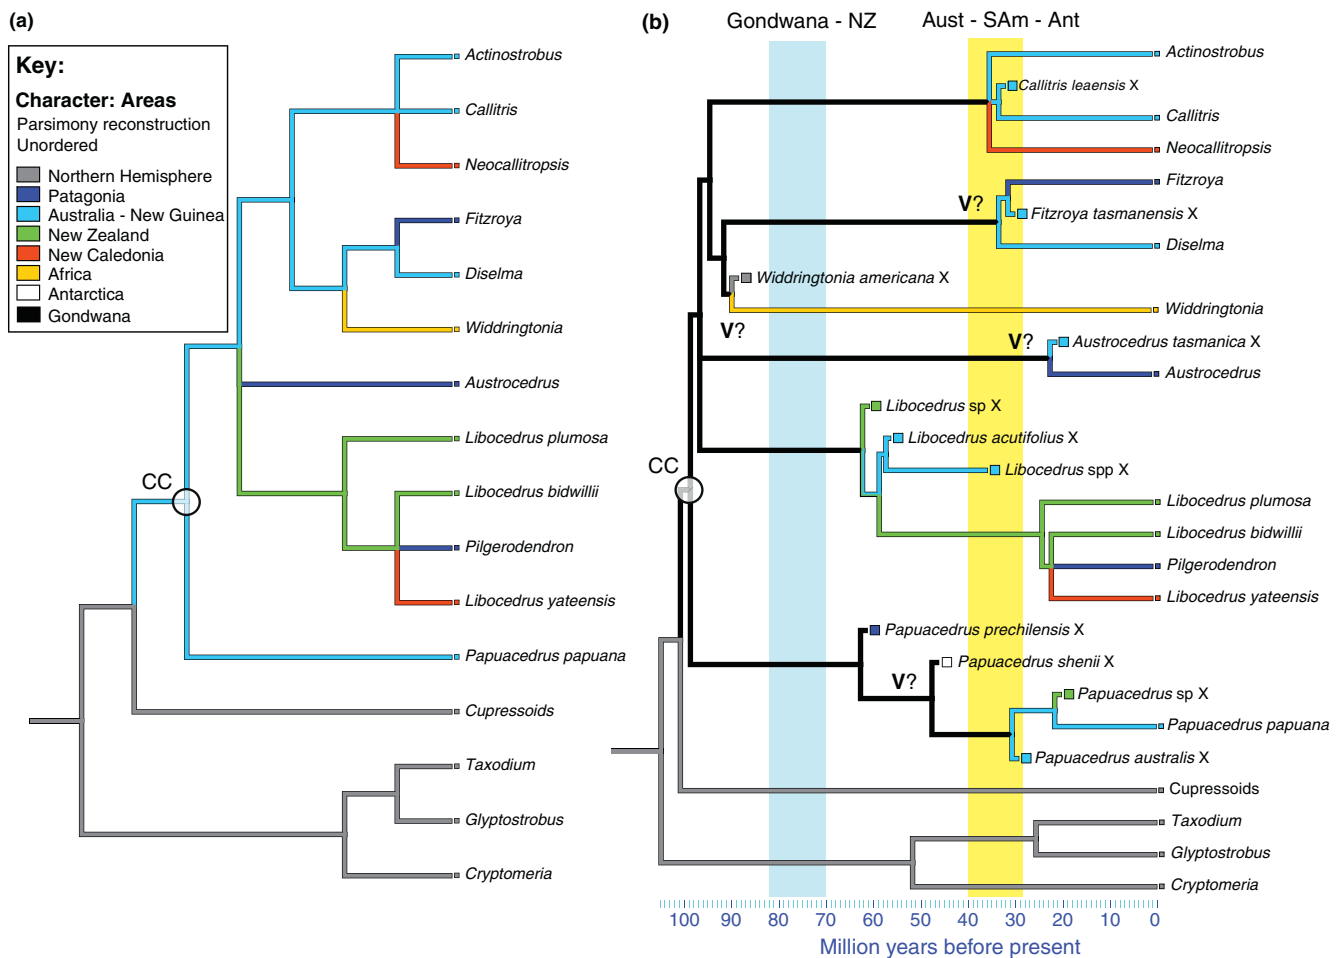 (a)
Key:
Character: Areas
Parsimony reconstruction
Unordered
Northern Hemisphere
Patagonia
Australia - New Guinea
New Zealand
New Caledonia
Africa
Antarctica
Gondwana
Actinostrobus
Callitris
Neocallitropsis
Fitzroya
Diselma
Widdringtonia
Austrocedrus
Libocedrus plumosa
CC
Libocedrus bidwillii
Pilgerodendron
Libocedrus yateensis
Papuacedrus papuana
Cupressoids
Taxodium
Glyptostrobus
Cryptomeria
(b)
Gondwana - NZ
Aust - SAm - Ant
Actinostrobus
Callitris leaensis X
Callitris
Neocallitropsis
Fitzroya
V?
Fitzroya tasmanensis X
Diselma
Widdringtonia americana X
Widdringtonia
V?
V?
Austrocedrus tasmanica X
Austrocedrus
Libocedrus sp X
Libocedrus acutifolius X
CC
Libocedrus spp X
Libocedrus plumosa
Libocedrus bidwillii
Pilgerodendron
Libocedrus yateensis
Papuacedrus prechilensis X
Papuacedrus shenii X
V?
Papuacedrus sp X
Papuacedrus papuana
Papuacedrus australis X
Cupressoids
Taxodium
Glyptostrobus
Cryptomeria
100 90 80 70 60 50 40 30 20 10 0
Million years before present